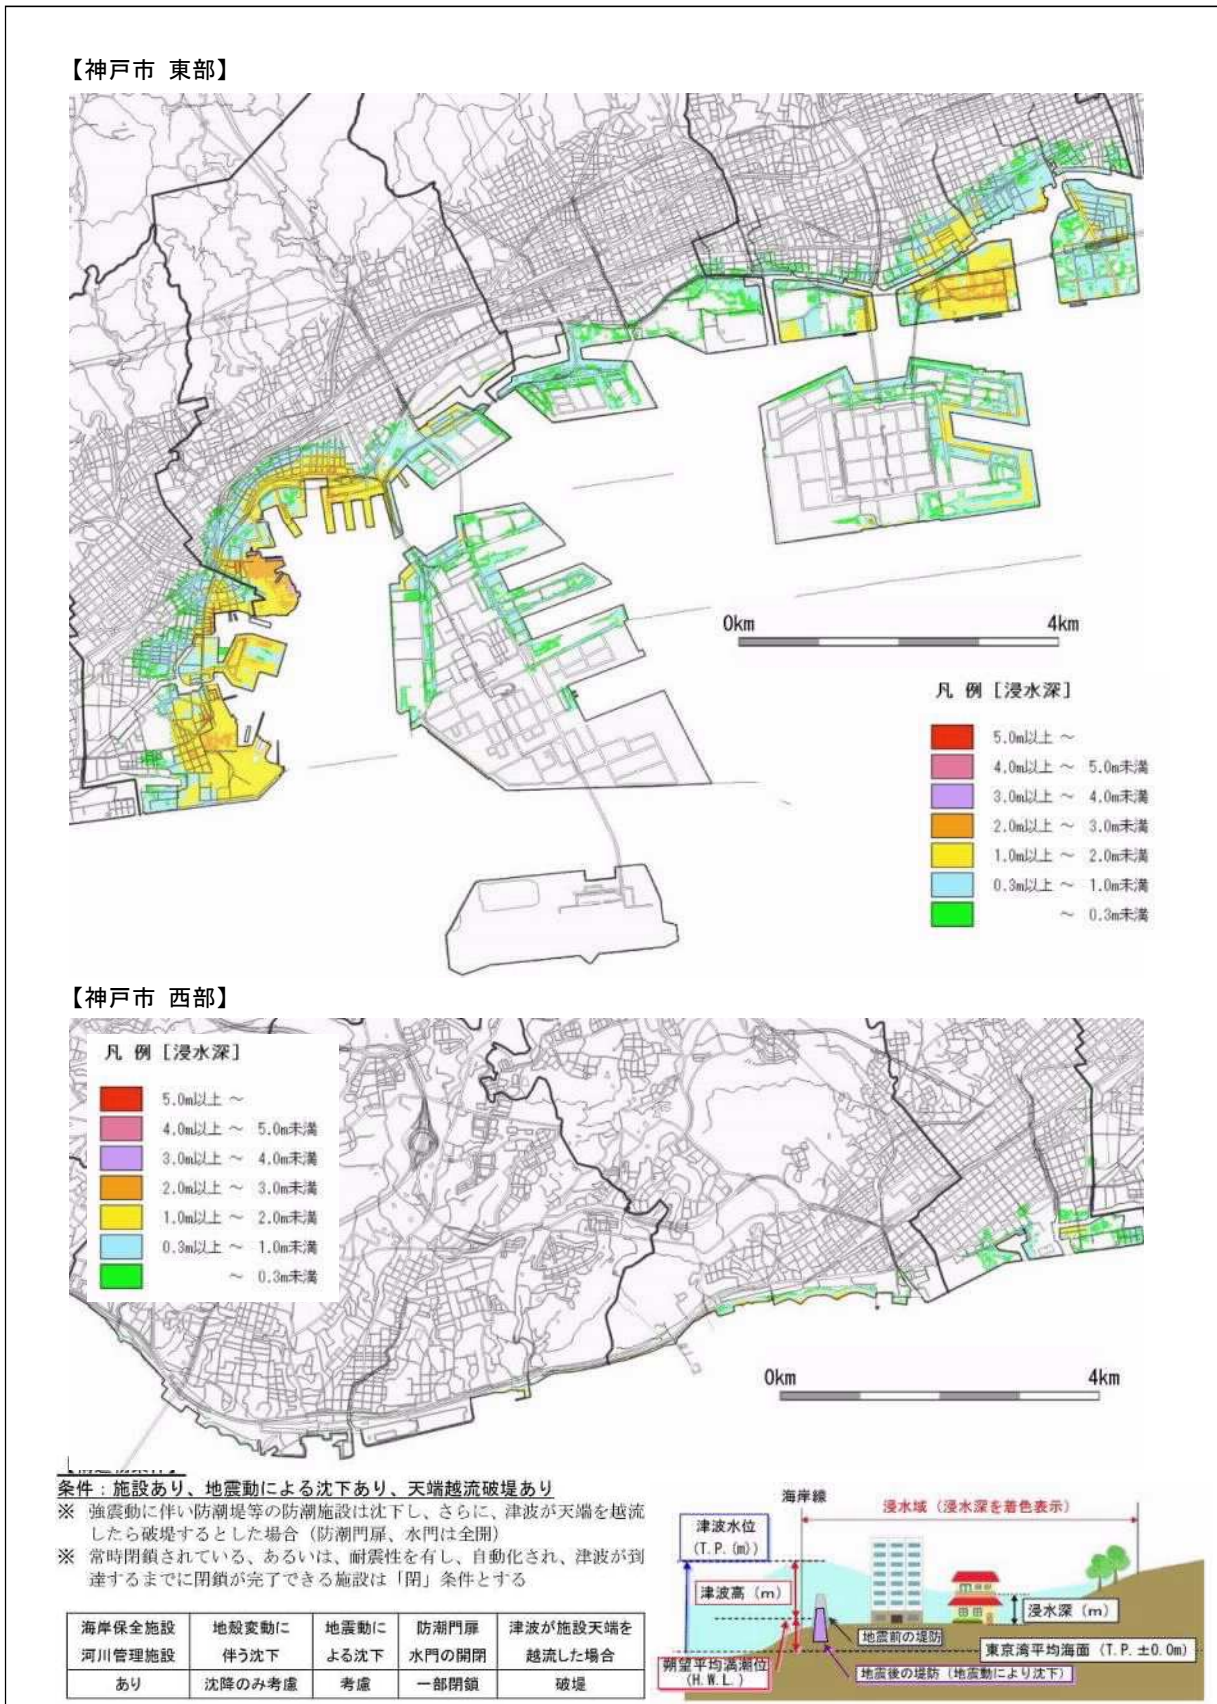 【神戸市 東部】
0km 4km
凡 例 [浸水深]
5.0m以上 ~
4.0m以上 ~ 5.0m未満
3.0m以上 ~ 4.0m未満
2.0m以上 ~ 3.0m未満
1.0m以上 ~ 2.0m未満
0.3m以上 ~ 1.0m未満
~ 0.3m未満
【神戸市 西部】
凡 例 [浸水深]
5.0m以上 ~
4.0m以上 ~ 5.0m未満
3.0m以上 ~ 4.0m未満
2.0m以上 ~ 3.0m未満
1.0m以上 ~ 2.0m未満
0.3m以上 ~ 1.0m未満
~ 0.3m未満
0km 4km
条件:施設あり、地震動による沈下あり、天端越流破堤あり
※ 強震動に伴い防潮堤等の防潮施設は沈下し、さらに、津波が天端を越流
したら破堤するとした場合(防潮門扉、水門は全開)
※ 常時閉鎖されている、あるいは、耐震性を有し、自動化され、津波が到
達するまでに閉鎖が完了できる施設は「閉」条件とする
海岸保全施設 地殻変動に 地震動に 防潮門扉 津波が施設天端を
河川管理施設 伴う沈下 よる沈下 水門の開閉 越流した場合
あり 沈降のみ考慮 考慮 一部閉鎖 破堤
海岸線
浸水域(浸水深を着色表示)
津波水位
(T.P.(m))
津波高(m)
浸水深(m)
地震前の堤防
東京湾平均海面(T.P.±0.0m)
朔望平均満潮位
(H.W.L.)
地震後の堤防(地震動により沈下)